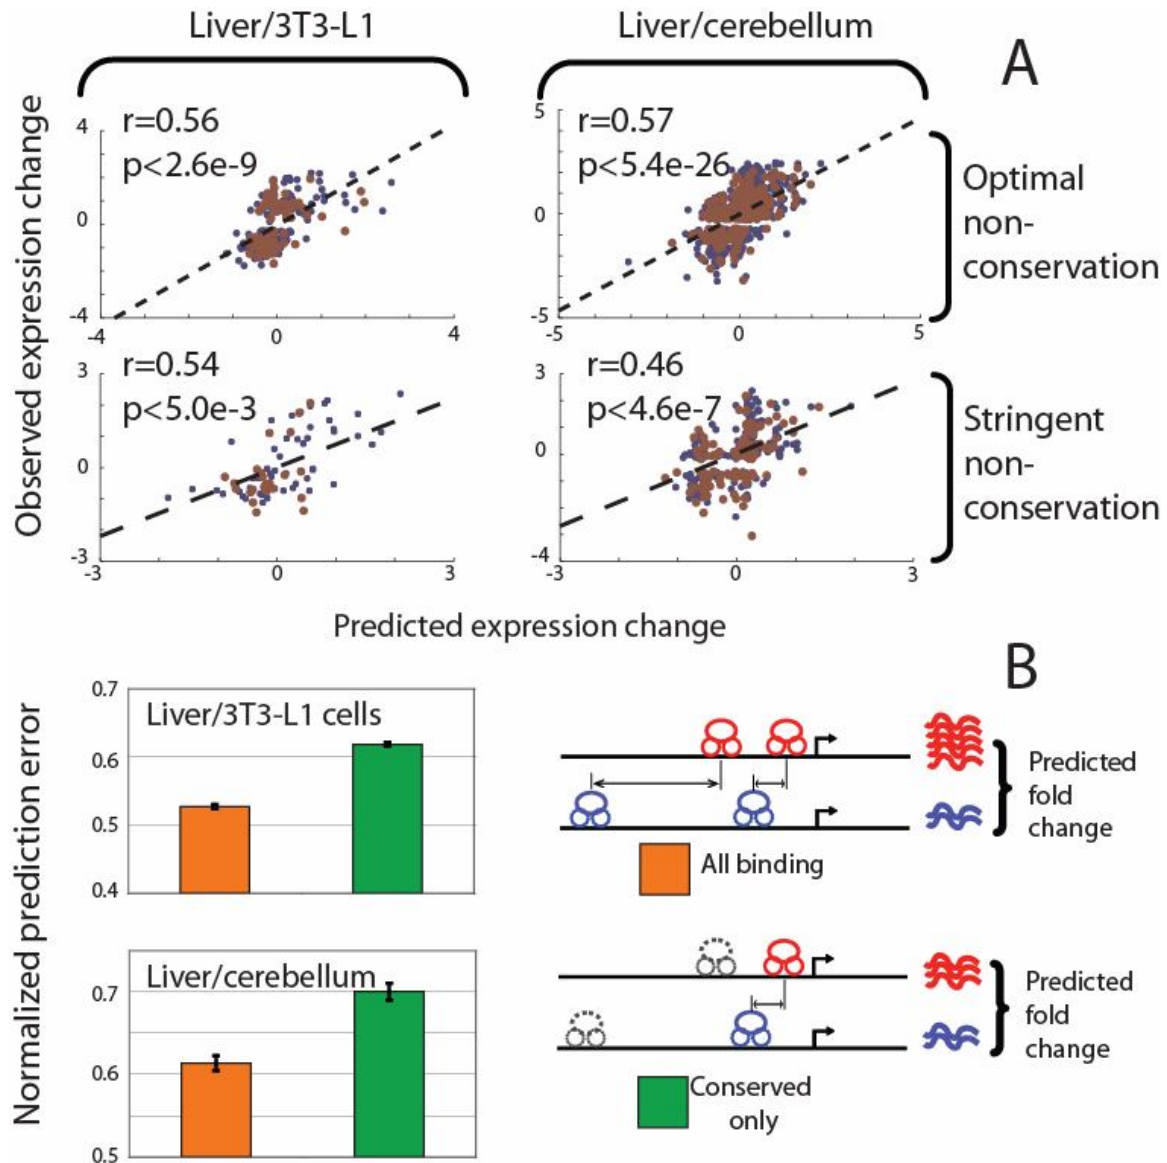 Liver/3T3-L1
Liver/cerebellum
A
Observed expression change
4
0
-4
-4
0
4
r=0.56
p<2.6e-9
5
0
-5
-5
0
5
r=0.57
p<5.4e-26
Optimal
non-
conservation
3
0
-3
-3
0
3
r=0.54
p<5.0e-3
3
0
-4
-3
0
3
r=0.46
p<4.6e-7
Stringent
non-
conservation
Predicted expression change
B
Normalized prediction error
0.7
0.6
0.5
0.4
Liver/3T3-L1 cells
Predicted
fold
change
All binding
0.7
0.6
0.5
Liver/cerebellum
Predicted
fold
change
Conserved
only